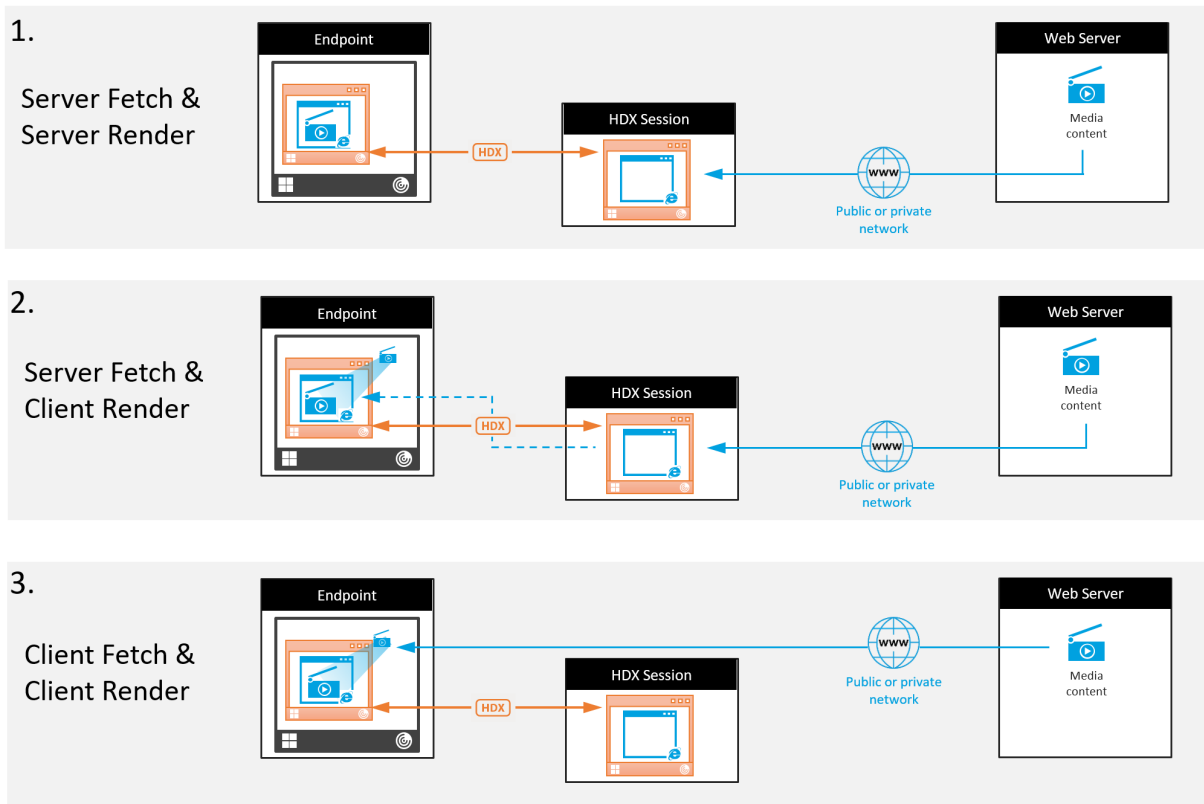 1.
Server Fetch &
Server Render
Endpoint
HDX
HDX Session
www
Public or private
network
Web Server
Media
content
2.
Server Fetch &
Client Render
Endpoint
HDX
HDX Session
www
Public or private
network
Web Server
Media
content
3.
Client Fetch &
Client Render
Endpoint
HDX
HDX Session
www
Public or private
network
Web Server
Media
content